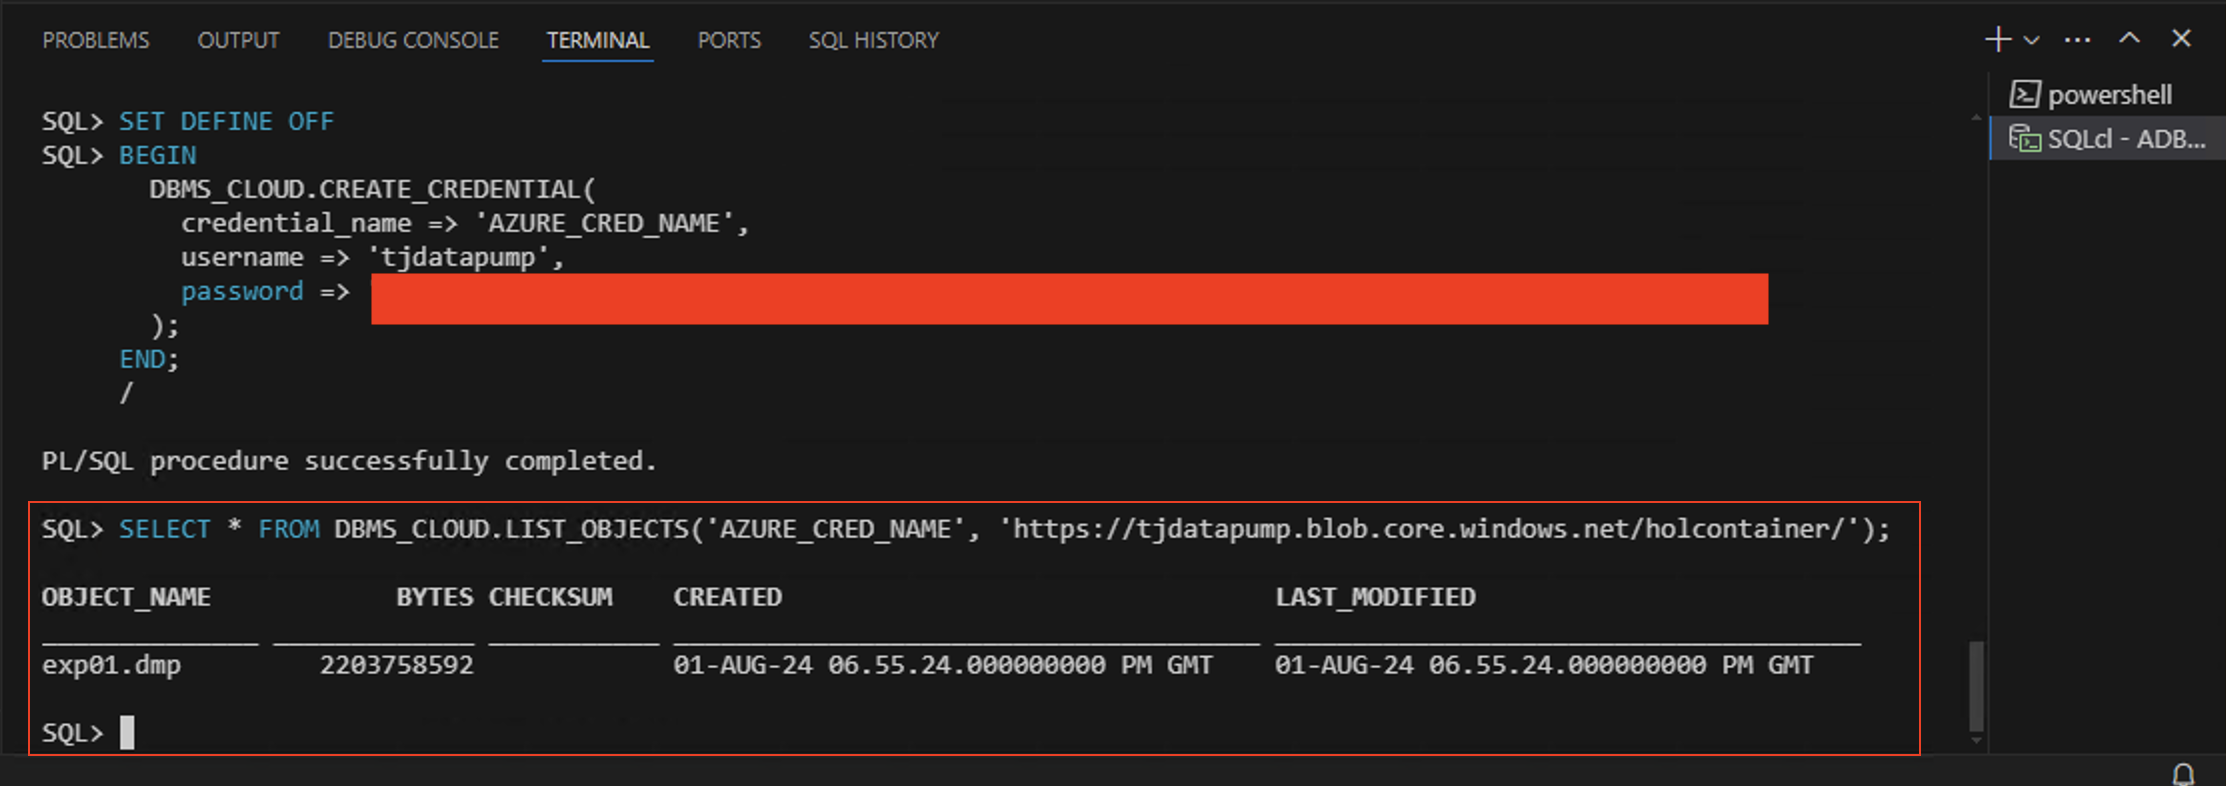 PROBLEMS OUTPUT DEBUG CONSOLE TERMINAL PORTS SQL HISTORY
powershell
SQLcl - ADB...
SQL> SET DEFINE OFF
SQL> BEGIN
DBMS_CLOUD.CREATE_CREDENTIAL(
credential_name => 'AZURE_CRED_NAME',
username => 'tjdatapump',
password =>
);
END;
/
PL/SQL procedure successfully completed.
SQL> SELECT * FROM DBMS_CLOUD.LIST_OBJECTS('AZURE_CRED_NAME', 'https://tjdatapump.blob.core.windows.net/holcontainer/');
OBJECT_NAME BYTES CHECKSUM CREATED LAST_MODIFIED
exp01.dmp 2203758592 01-AUG-24 06.55.24.000000000 PM GMT 01-AUG-24 06.55.24.000000000 PM GMT
SQL>